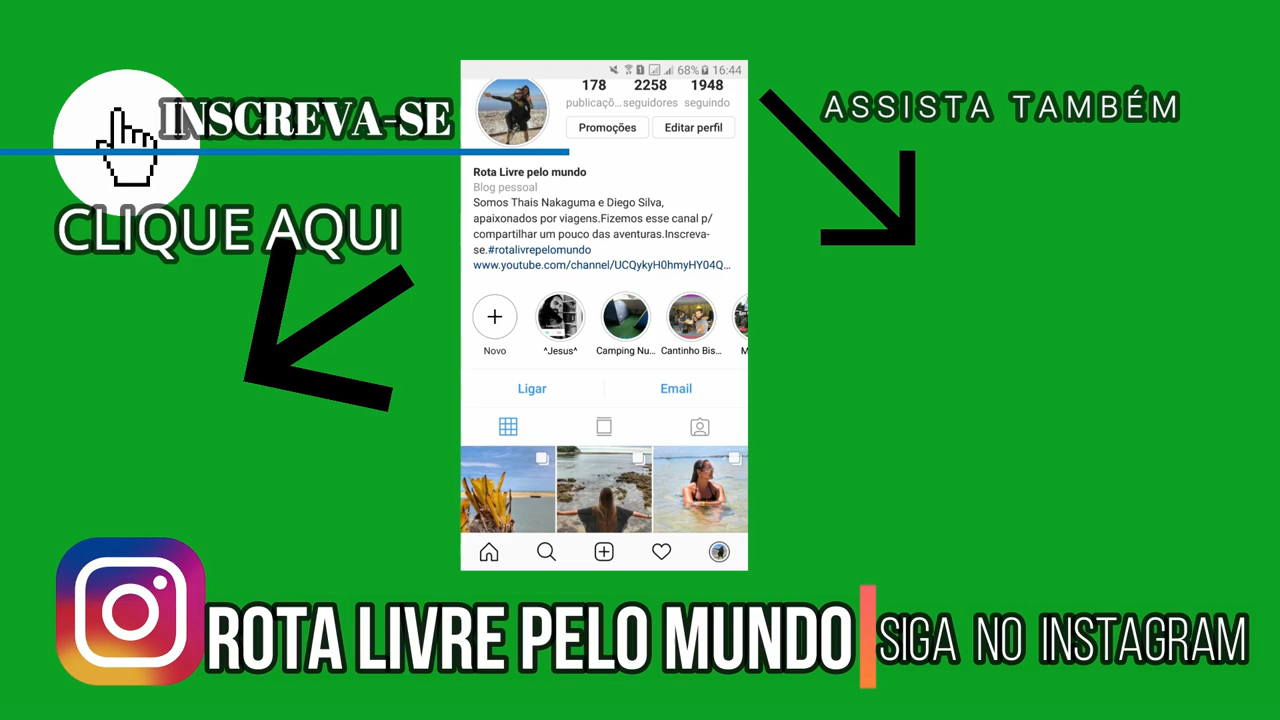 INSCREVA-SE
CLIQUE AQUI
68% 16:44
178 2258 1948
publicaçõ... seguidores seguindo
Promoções Editar perfil
Rota Livre pelo mundo
Blog pessoal
Somos Thais Nakaguma e Diego Silva,
apaixonados por viagens.Fizemos esse canal p/
compartilhar um pouco das aventuras.Inscreva-
se.#rotalivrepelomundo
www.youtube.com/channel/UCQykyH0hmyHY04Q...
Novo ^Jesus^ Camping Nu... Cantinho Bis... M
Ligar Email
ASSISTA TAMBÉM
ROTA LIVRE PELO MUNDO
SIGA NO INSTAGRAM